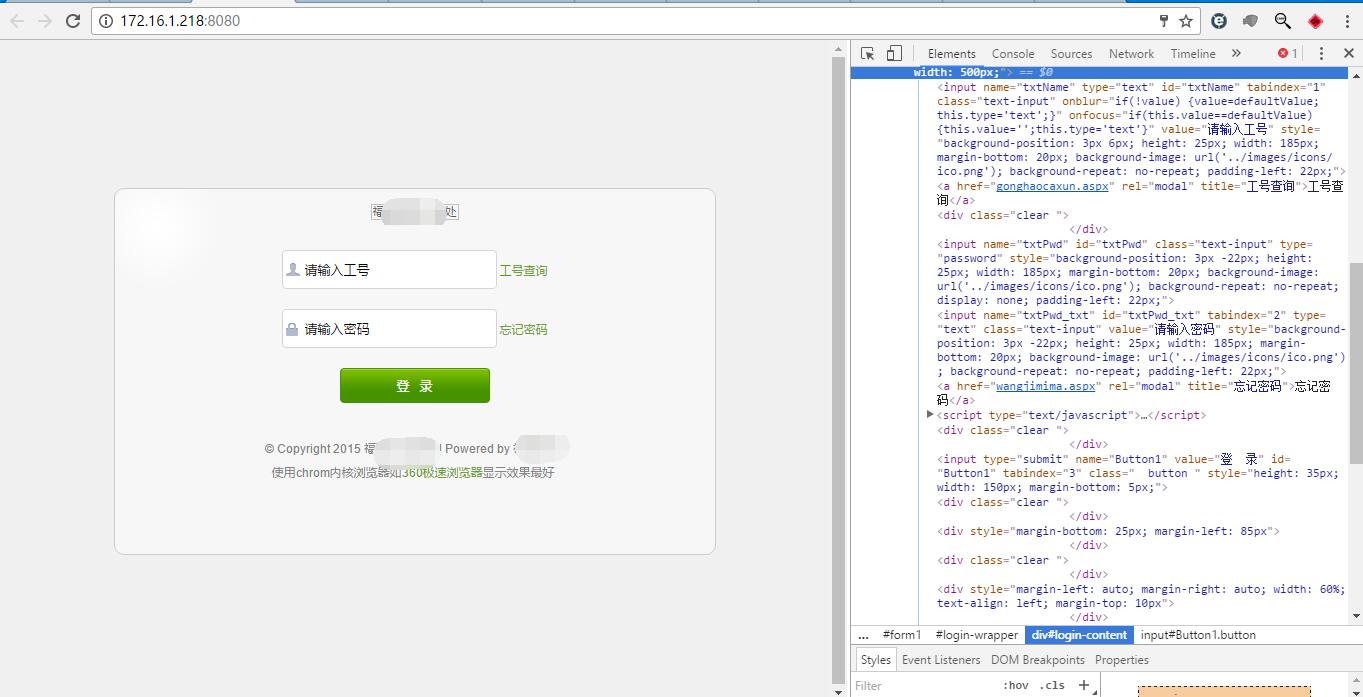 172.16.1.218:8080
Elements Console Sources Network Timeline » 1
width: 500px;"> == $0
<input name="txtName" type="text" id="txtName" tabindex="1"
class="text-input" onblur="if(!value) {value=defaultValue;
this.type='text';}" onfocus="if(this.value==defaultValue)
{this.value='';this.type='text'}" value="请输入工号" style=
"background-position: 3px 6px; height: 25px; width: 185px;
margin-bottom: 20px; background-image: url('../images/icons/
ico.png'); background-repeat: no-repeat; padding-left: 22px;">
<a href="gonghaocaxun.aspx" rel="modal" title="工号查询">工号查
询</a>
<div class="clear ">
</div>
<input name="txtPwd" id="txtPwd" class="text-input" type=
"password" style="background-position: 3px -22px; height:
25px; width: 185px; margin-bottom: 20px; background-image:
url('../images/icons/ico.png'); background-repeat: no-repeat;
display: none; padding-left: 22px;">
<input name="txtPwd_txt" id="txtPwd_txt" tabindex="2" type=
"text" class="text-input" value="请输入密码" style="background-
position: 3px -22px; height: 25px; width: 185px; margin-
bottom: 20px; background-image: url('../images/icons/ico.png')
; background-repeat: no-repeat; padding-left: 22px;">
<a href="wangjimima.aspx" rel="modal" title="忘记密码">忘记密
码</a>
<script type="text/javascript">…</script>
<div class="clear ">
</div>
<input type="submit" name="Button1" value="登　录" id=
"Button1" tabindex="3" class="  button " style="height: 35px;
width: 150px; margin-bottom: 5px;">
<div class="clear ">
</div>
<div style="margin-bottom: 25px; margin-left: 85px">
</div>
<div class="clear ">
</div>
<div style="margin-left: auto; margin-right: auto; width: 60%;
text-align: left; margin-top: 10px">
</div>
... #form1 #login-wrapper div#login-content input#Button1.button
Styles Event Listeners DOM Breakpoints Properties
Filter :hov .cls +
福 处
请输入工号 工号查询
请输入密码 忘记密码
登 录
© Copyright 2015 福 Powered by
使用chrom内核浏览器如360极速浏览器显示效果最好